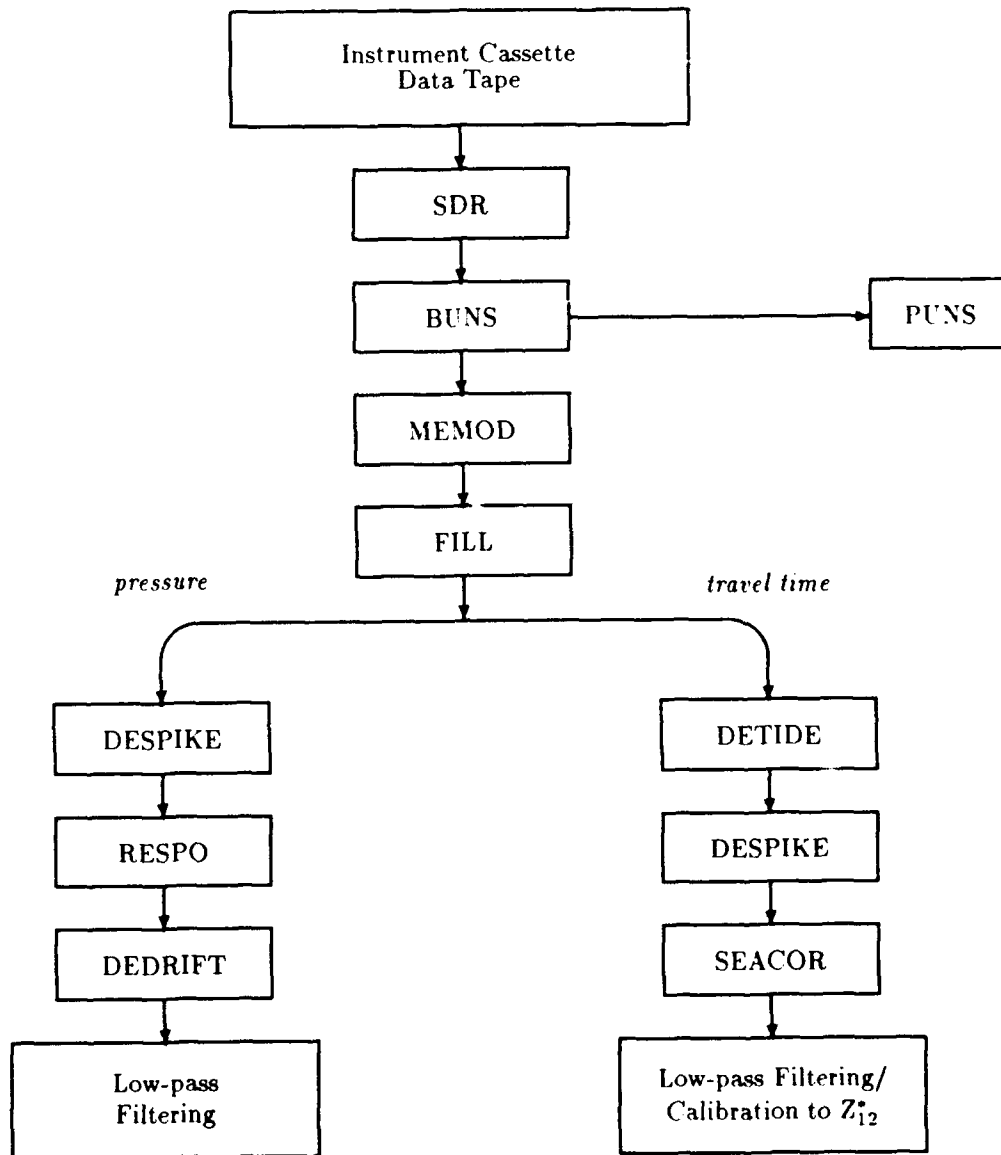 Instrument Cassette
Data Tape
SDR
BUNS
PUNS
MEMOD
FILL
pressure
travel time
DESPIKE
DETIDE
RESPO
DESPIKE
DEDRIFT
SEACOR
Low-pass
Filtering
Low-pass Filtering/
Calibration to Z*12